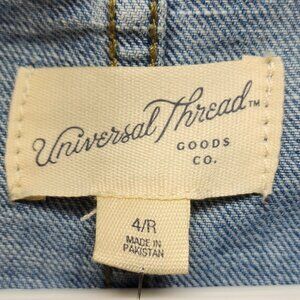 Universal Thread™
GOODS
CO.
4/R
MADE IN
PAKISTAN